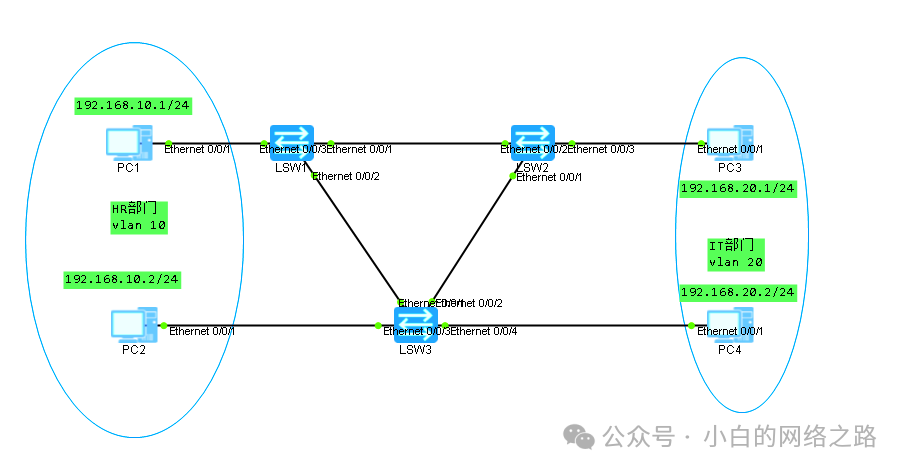 192.168.10.1/24
Ethernet 0/0/1
Ethernet 0/0/3
Ethernet 0/0/1
Ethernet 0/0/2
Ethernet 0/0/3
Ethernet 0/0/1
PC1
LSW1
LSW2
PC3
Ethernet 0/0/2
Ethernet 0/0/1
192.168.20.1/24
HR部门
vlan 10
IT部门
vlan 20
192.168.10.2/24
192.168.20.2/24
Ethernet 0/0/1
Ethernet 0/0/2
Ethernet 0/0/1
Ethernet 0/0/3
Ethernet 0/0/4
Ethernet 0/0/1
PC2
LSW3
PC4
公众号 · 小白的网络之路